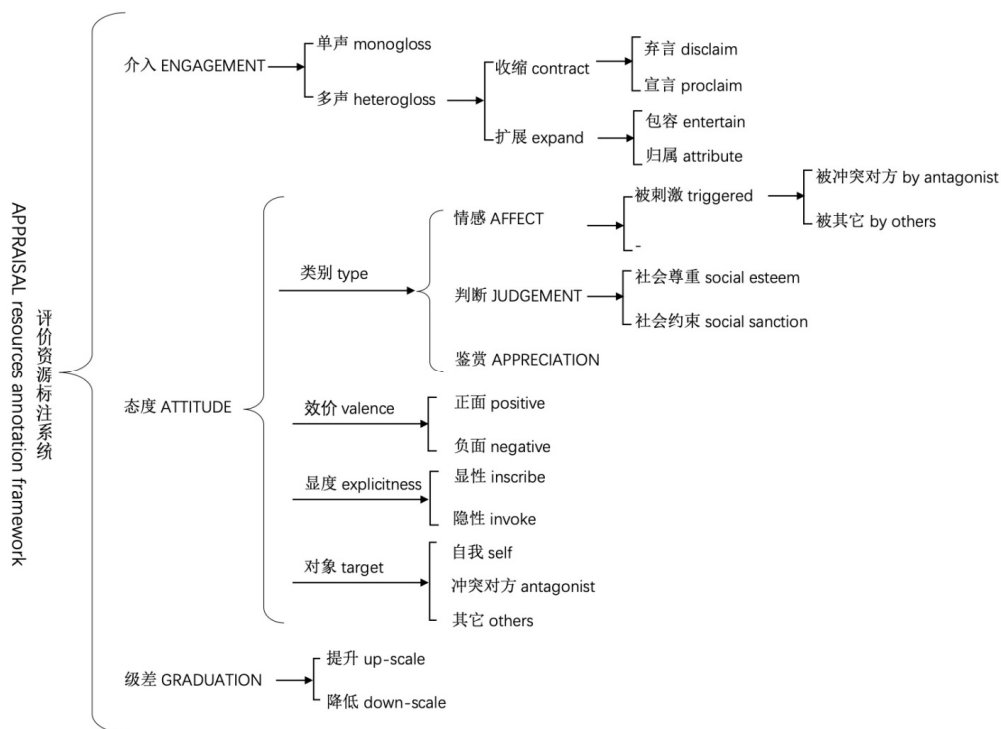 APPRAISAL resources annotation framework
评价资源标注系统
介入 ENGAGEMENT
单声 monogloss
多声 heterogloss
收缩 contract
弃言 disclaim
宣言 proclaim
扩展 expand
包容 entertain
归属 attribute
态度 ATTITUDE
类别 type
情感 AFFECT
被刺激 triggered
被冲突对方 by antagonist
被其它 by others
-
判断 JUDGEMENT
社会尊重 social esteem
社会约束 social sanction
鉴赏 APPRECIATION
效价 valence
正面 positive
负面 negative
显度 explicitness
显性 inscribe
隐性 invoke
对象 target
自我 self
冲突对方 antagonist
其它 others
级差 GRADUATION
提升 up-scale
降低 down-scale